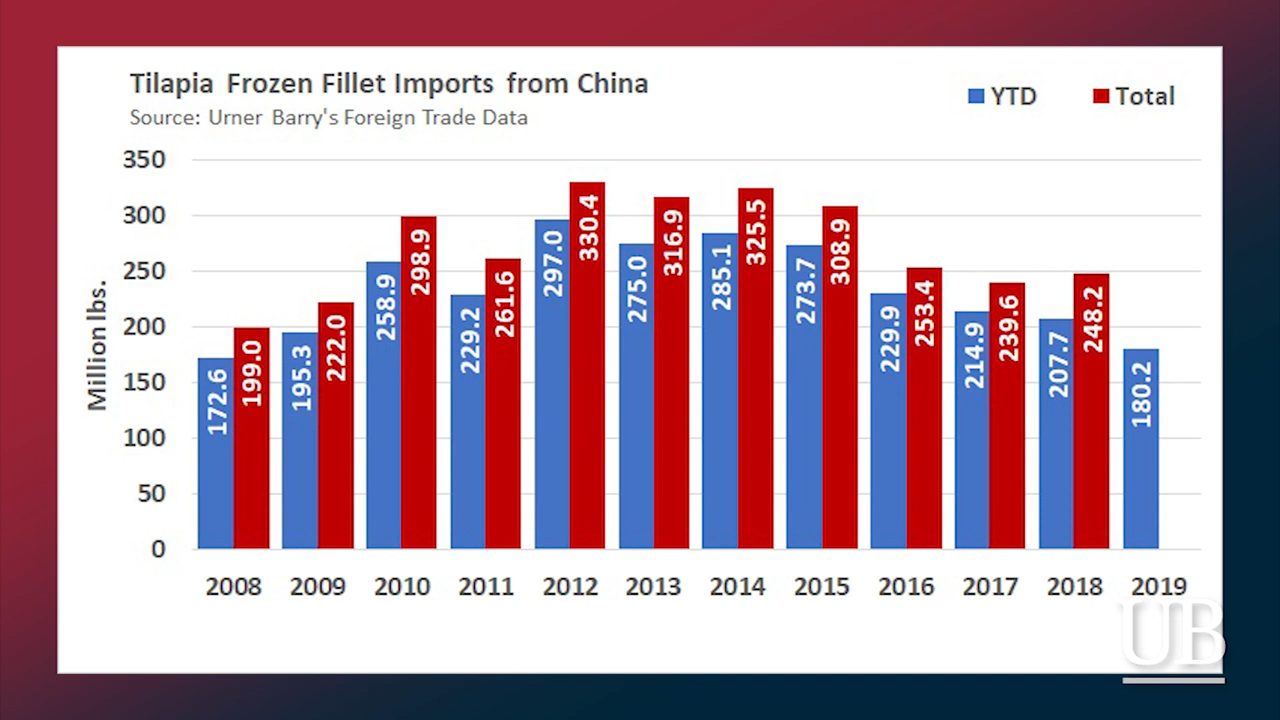 Tilapia Frozen Fillet Imports from China
Source: Urner Barry's Foreign Trade Data
YTD Total
Million lbs.
350
300
250
200
150
100
50
0
172.6 199.0 195.3 222.0 258.9 298.9 229.2 261.6 297.0 330.4 275.0 316.9 285.1 325.5 273.7 308.9 229.9 253.4 214.9 239.6 207.7 248.2 180.2
2008 2009 2010 2011 2012 2013 2014 2015 2016 2017 2018 2019
UB